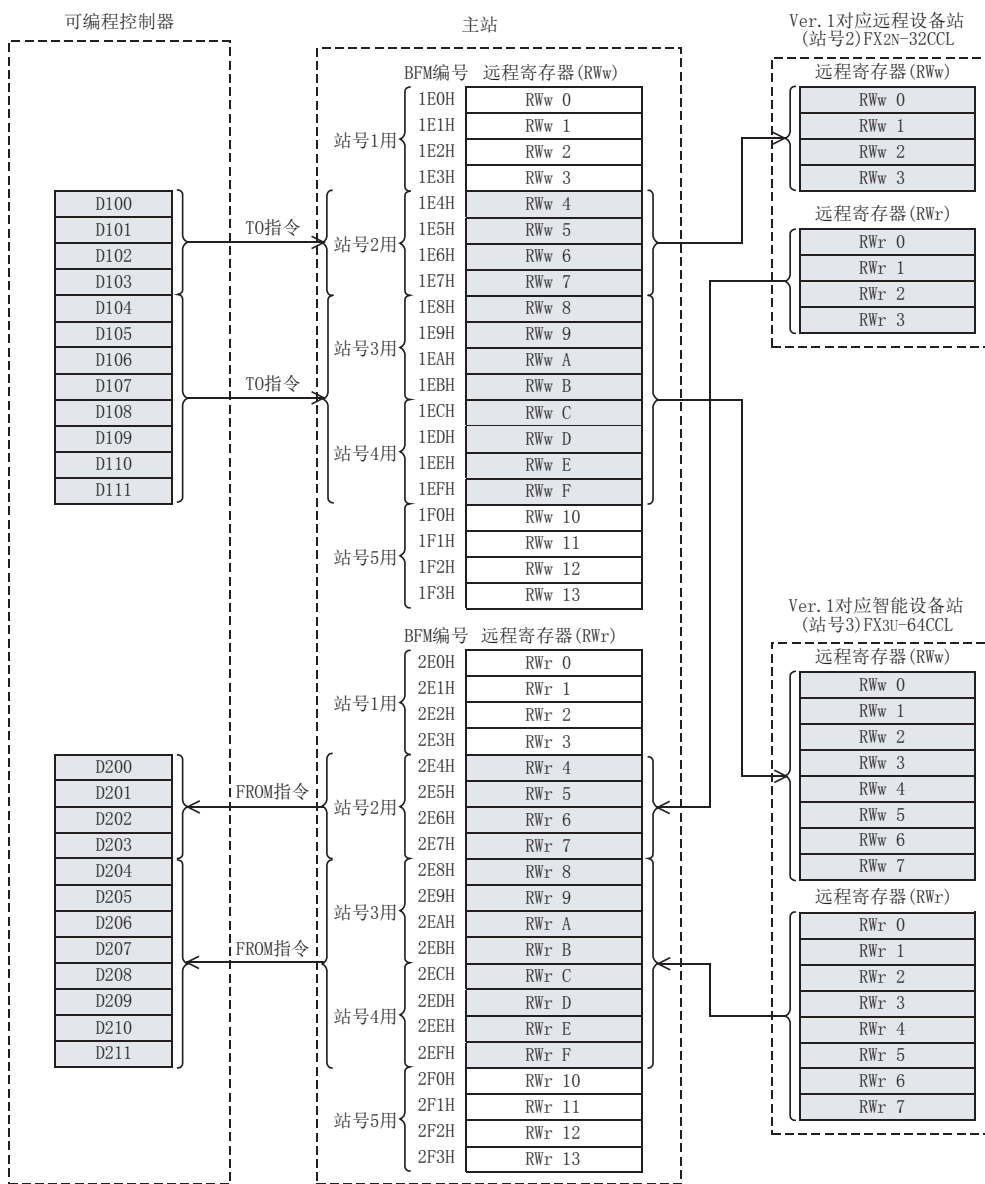 可编程控制器
主站
Ver.1对应远程设备站
(站号2)FX2N-32CCL
BFM编号 远程寄存器(RWw)
站号1用
1E0H RWw 0
1E1H RWw 1
1E2H RWw 2
1E3H RWw 3
站号2用
1E4H RWw 4
1E5H RWw 5
1E6H RWw 6
1E7H RWw 7
站号3用
1E8H RWw 8
1E9H RWw 9
1EAH RWw A
1EBH RWw B
站号4用
1ECH RWw C
1EDH RWw D
1EEH RWw E
1EFH RWw F
站号5用
1F0H RWw 10
1F1H RWw 11
1F2H RWw 12
1F3H RWw 13
D100
D101
D102
D103
D104
D105
D106
D107
D108
D109
D110
D111
TO指令
TO指令
远程寄存器(RWw)
RWw 0
RWw 1
RWw 2
RWw 3
远程寄存器(RWr)
RWr 0
RWr 1
RWr 2
RWr 3
BFM编号 远程寄存器(RWr)
站号1用
2E0H RWr 0
2E1H RWr 1
2E2H RWr 2
2E3H RWr 3
站号2用
2E4H RWr 4
2E5H RWr 5
2E6H RWr 6
2E7H RWr 7
站号3用
2E8H RWr 8
2E9H RWr 9
2EAH RWr A
2EBH RWr B
站号4用
2ECH RWr C
2EDH RWr D
2EEH RWr E
2EFH RWr F
站号5用
2F0H RWr 10
2F1H RWr 11
2F2H RWr 12
2F3H RWr 13
D200
D201
D202
D203
D204
D205
D206
D207
D208
D209
D210
D211
FROM指令
FROM指令
Ver.1对应智能设备站
(站号3)FX3U-64CCL
远程寄存器(RWw)
RWw 0
RWw 1
RWw 2
RWw 3
RWw 4
RWw 5
RWw 6
RWw 7
远程寄存器(RWr)
RWr 0
RWr 1
RWr 2
RWr 3
RWr 4
RWr 5
RWr 6
RWr 7